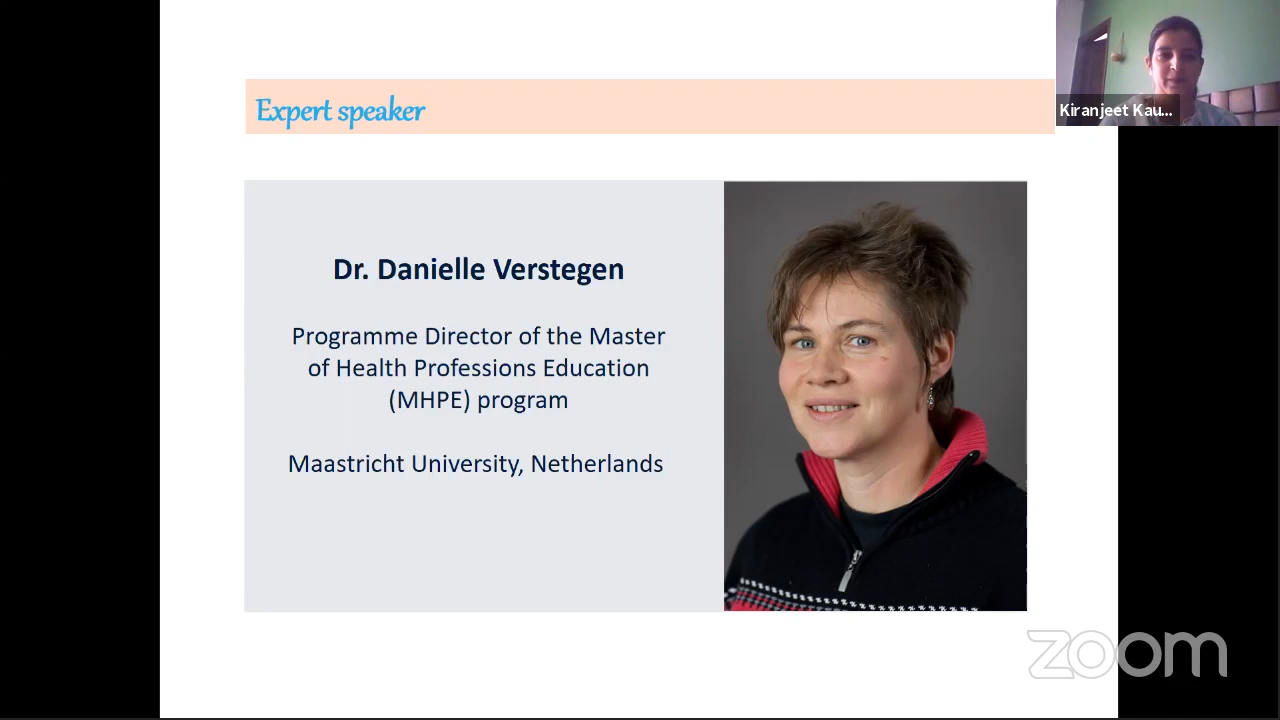 Expert speaker
Kiranjeet Kau...
Dr. Danielle Verstegen
Programme Director of the Master
of Health Professions Education
(MHPE) program
Maastricht University, Netherlands
zoom